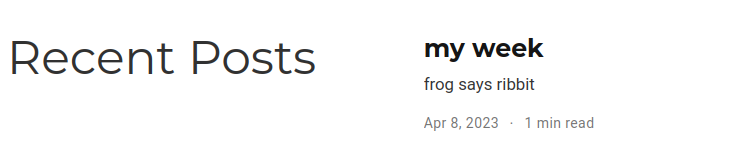 Recent Posts
my week
frog says ribbit
Apr 8, 2023 · 1 min read